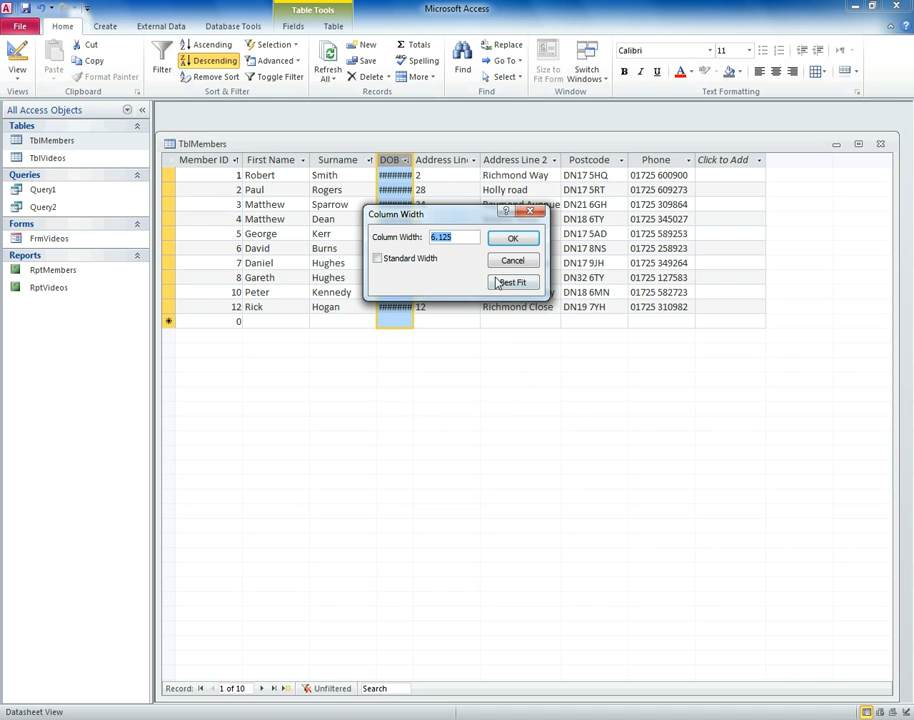 Table Tools
Microsoft Access
File Home Create External Data Database Tools Fields Table
View
Views
Paste
Cut
Copy
Format Painter
Clipboard
Filter
Ascending
Descending
Remove Sort
Selection
Advanced
Toggle Filter
Sort & Filter
Refresh All
New
Save
Delete
Totals
Spelling
More
Records
Find
Replace
Go To
Select
Find
Size to Fit Form
Switch Windows
Window
Calibri 11
B I U A
Text Formatting
All Access Objects
Tables
TblMembers
TblVideos
Queries
Query1
Query2
Forms
FrmVideos
Reports
RptMembers
RptVideos
TblMembers
Member ID First Name Surname DOB Address Lin Address Line 2 Postcode Phone Click to Add
1 Robert Smith ####### 2 Richmond Way DN17 5HQ 01725 600900
2 Paul Rogers ####### 28 Holly road DN17 5RT 01725 609273
3 Matthew Sparrow DN21 6GH 01725 309864
4 Matthew Dean DN18 6TY 01725 345027
5 George Kerr DN17 5AD 01725 589253
6 David Burns DN17 8NS 01725 258923
7 Daniel Hughes DN17 9JH 01725 349264
8 Gareth Hughes DN32 6TY 01725 127583
10 Peter Kennedy DN18 6MN 01725 582723
12 Rick Hogan ####### 12 Richmond Close DN19 7YH 01725 310982
* 0
Column Width
Column Width: 6.125
Standard Width
OK
Cancel
Best Fit
Record: 1 of 10 Unfiltered Search
Datasheet View